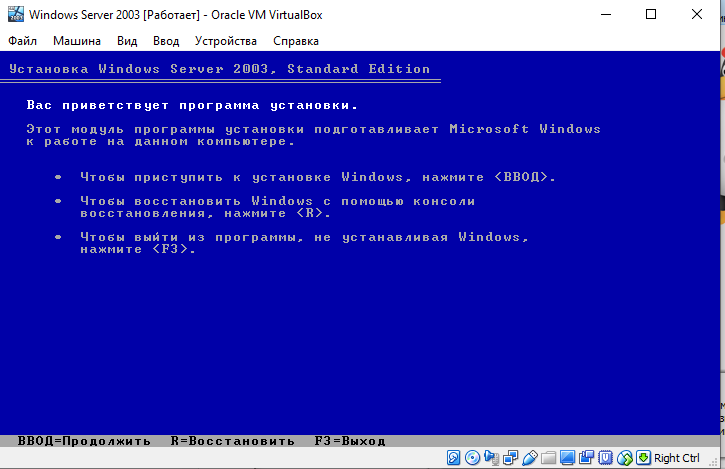 Windows Server 2003 [Работает] - Oracle VM VirtualBox
Файл Машина Вид Ввод Устройства Справка
Установка Windows Server 2003, Standard Edition
Вас приветствует программа установки.
Этот модуль программы установки подготавливает Microsoft Windows
к работе на данном компьютере.
• Чтобы приступить к установке Windows, нажмите <ВВОД>.
• Чтобы восстановить Windows с помощью консоли
восстановления, нажмите <R>.
• Чтобы выйти из программы, не устанавливая Windows,
нажмите <F3>.
ВВОД=Продолжить R=Восстановить F3=Выход
Right Ctrl